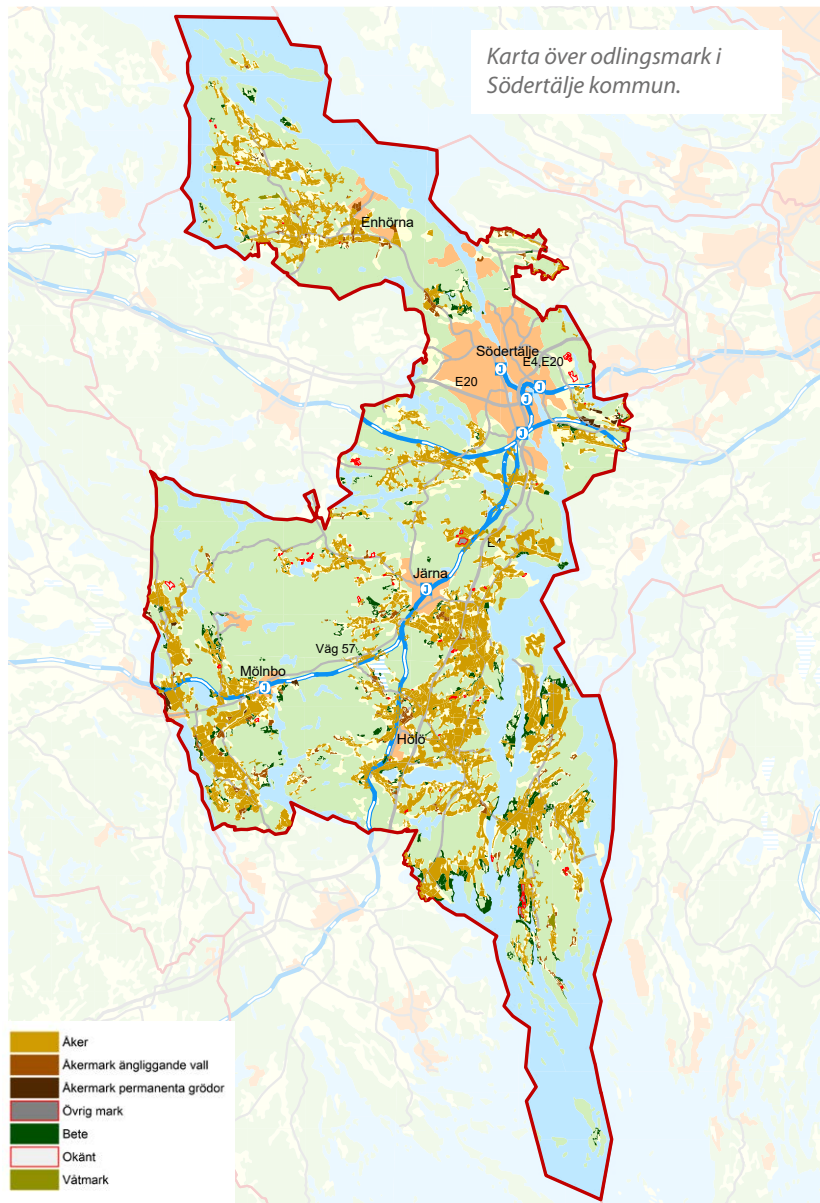 Karta över odlingsmark i
Södertälje kommun.
Enhörna
Södertälje
E4,E20
E20
Järna
Väg 57
Mölnbo
Hölö
Åker
Åkermark ängliggande vall
Åkermark permanenta grödor
Övrig mark
Bete
Okänt
Våtmark